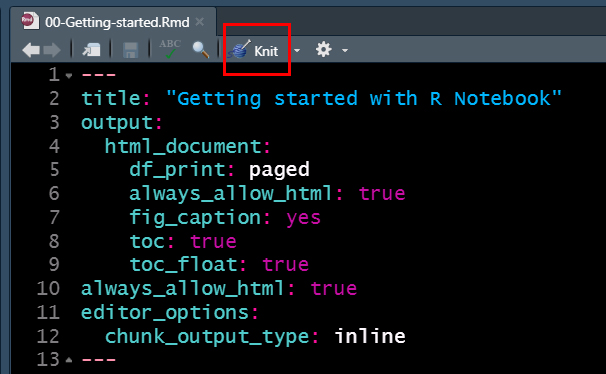 Rmd 00-Getting-started.Rmd ×
ABC Knit
1 ---
2 title: "Getting started with R Notebook"
3 output:
4   html_document:
5     df_print: paged
6     always_allow_html: true
7     fig_caption: yes
8     toc: true
9     toc_float: true
10 always_allow_html: true
11 editor_options:
12   chunk_output_type: inline
13 ---